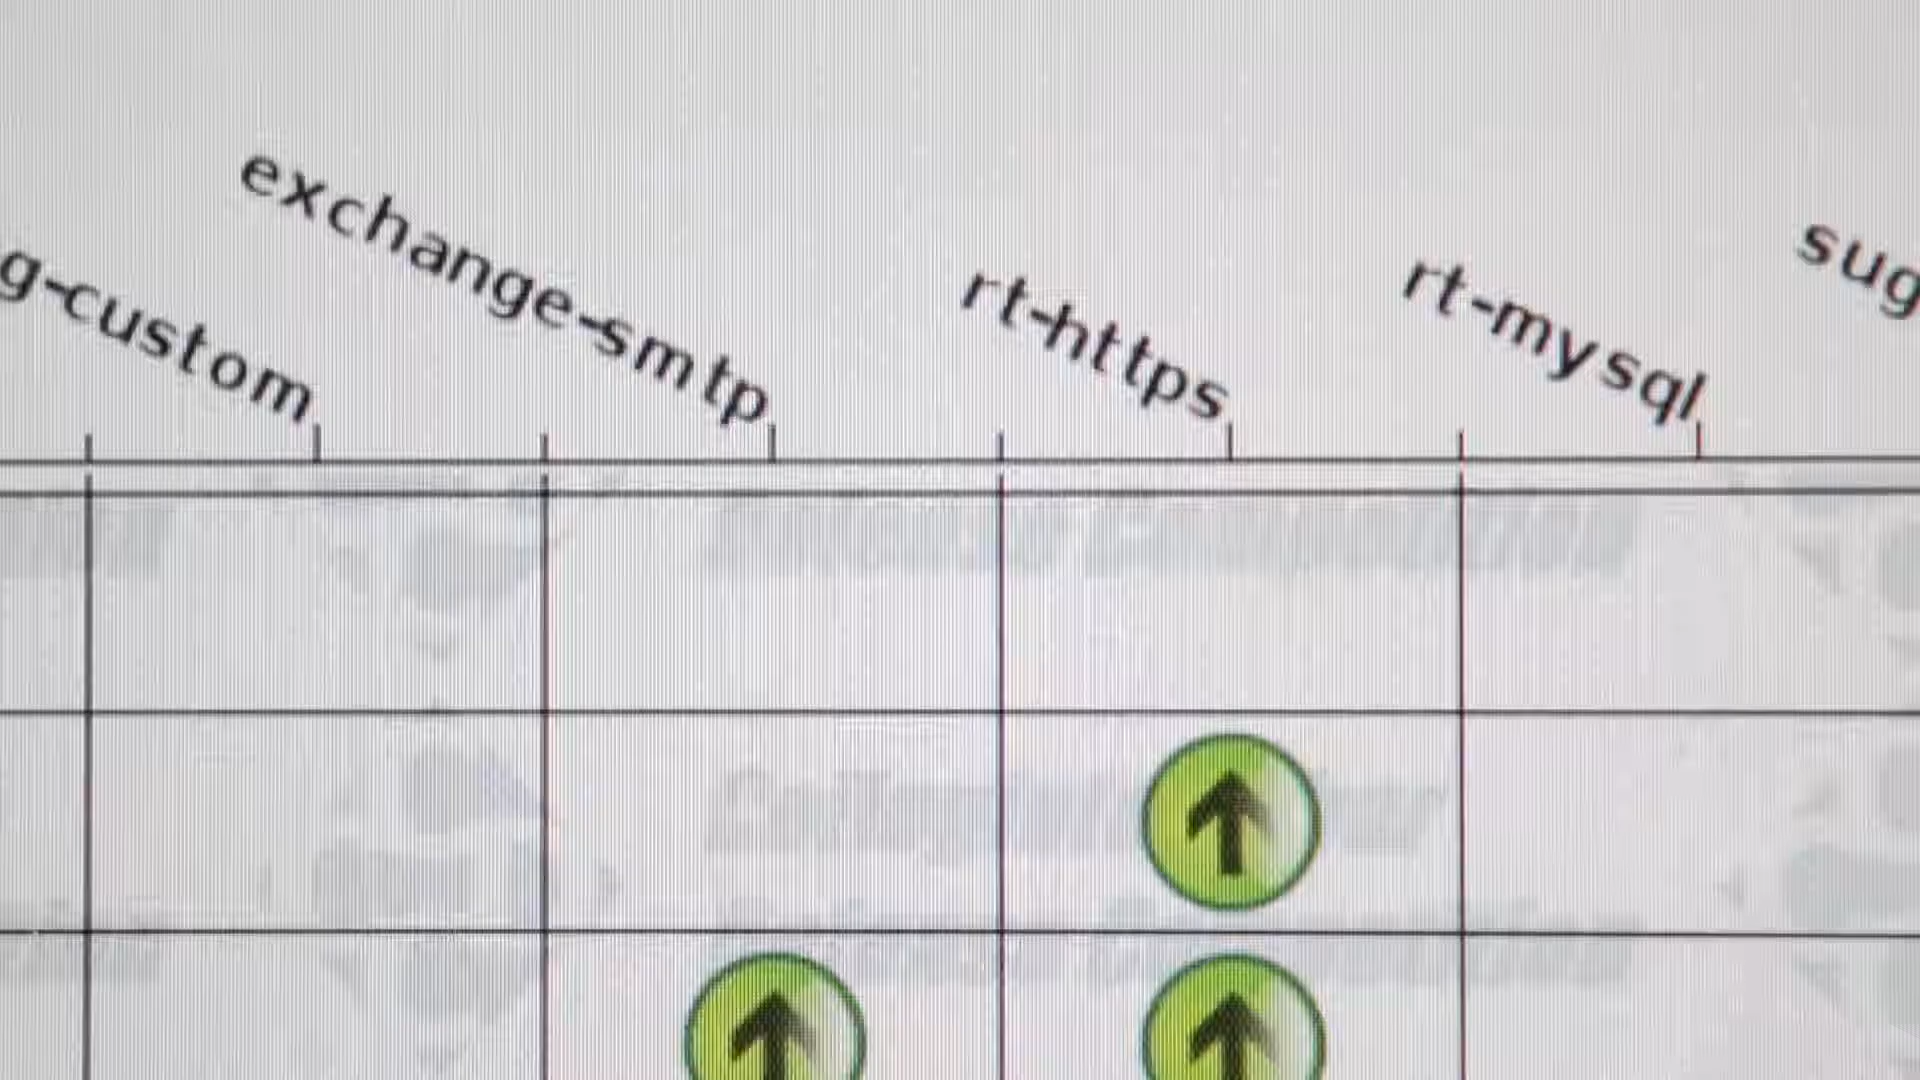 g-custom
exchange-smtp
rt-https
rt-mysql
sug